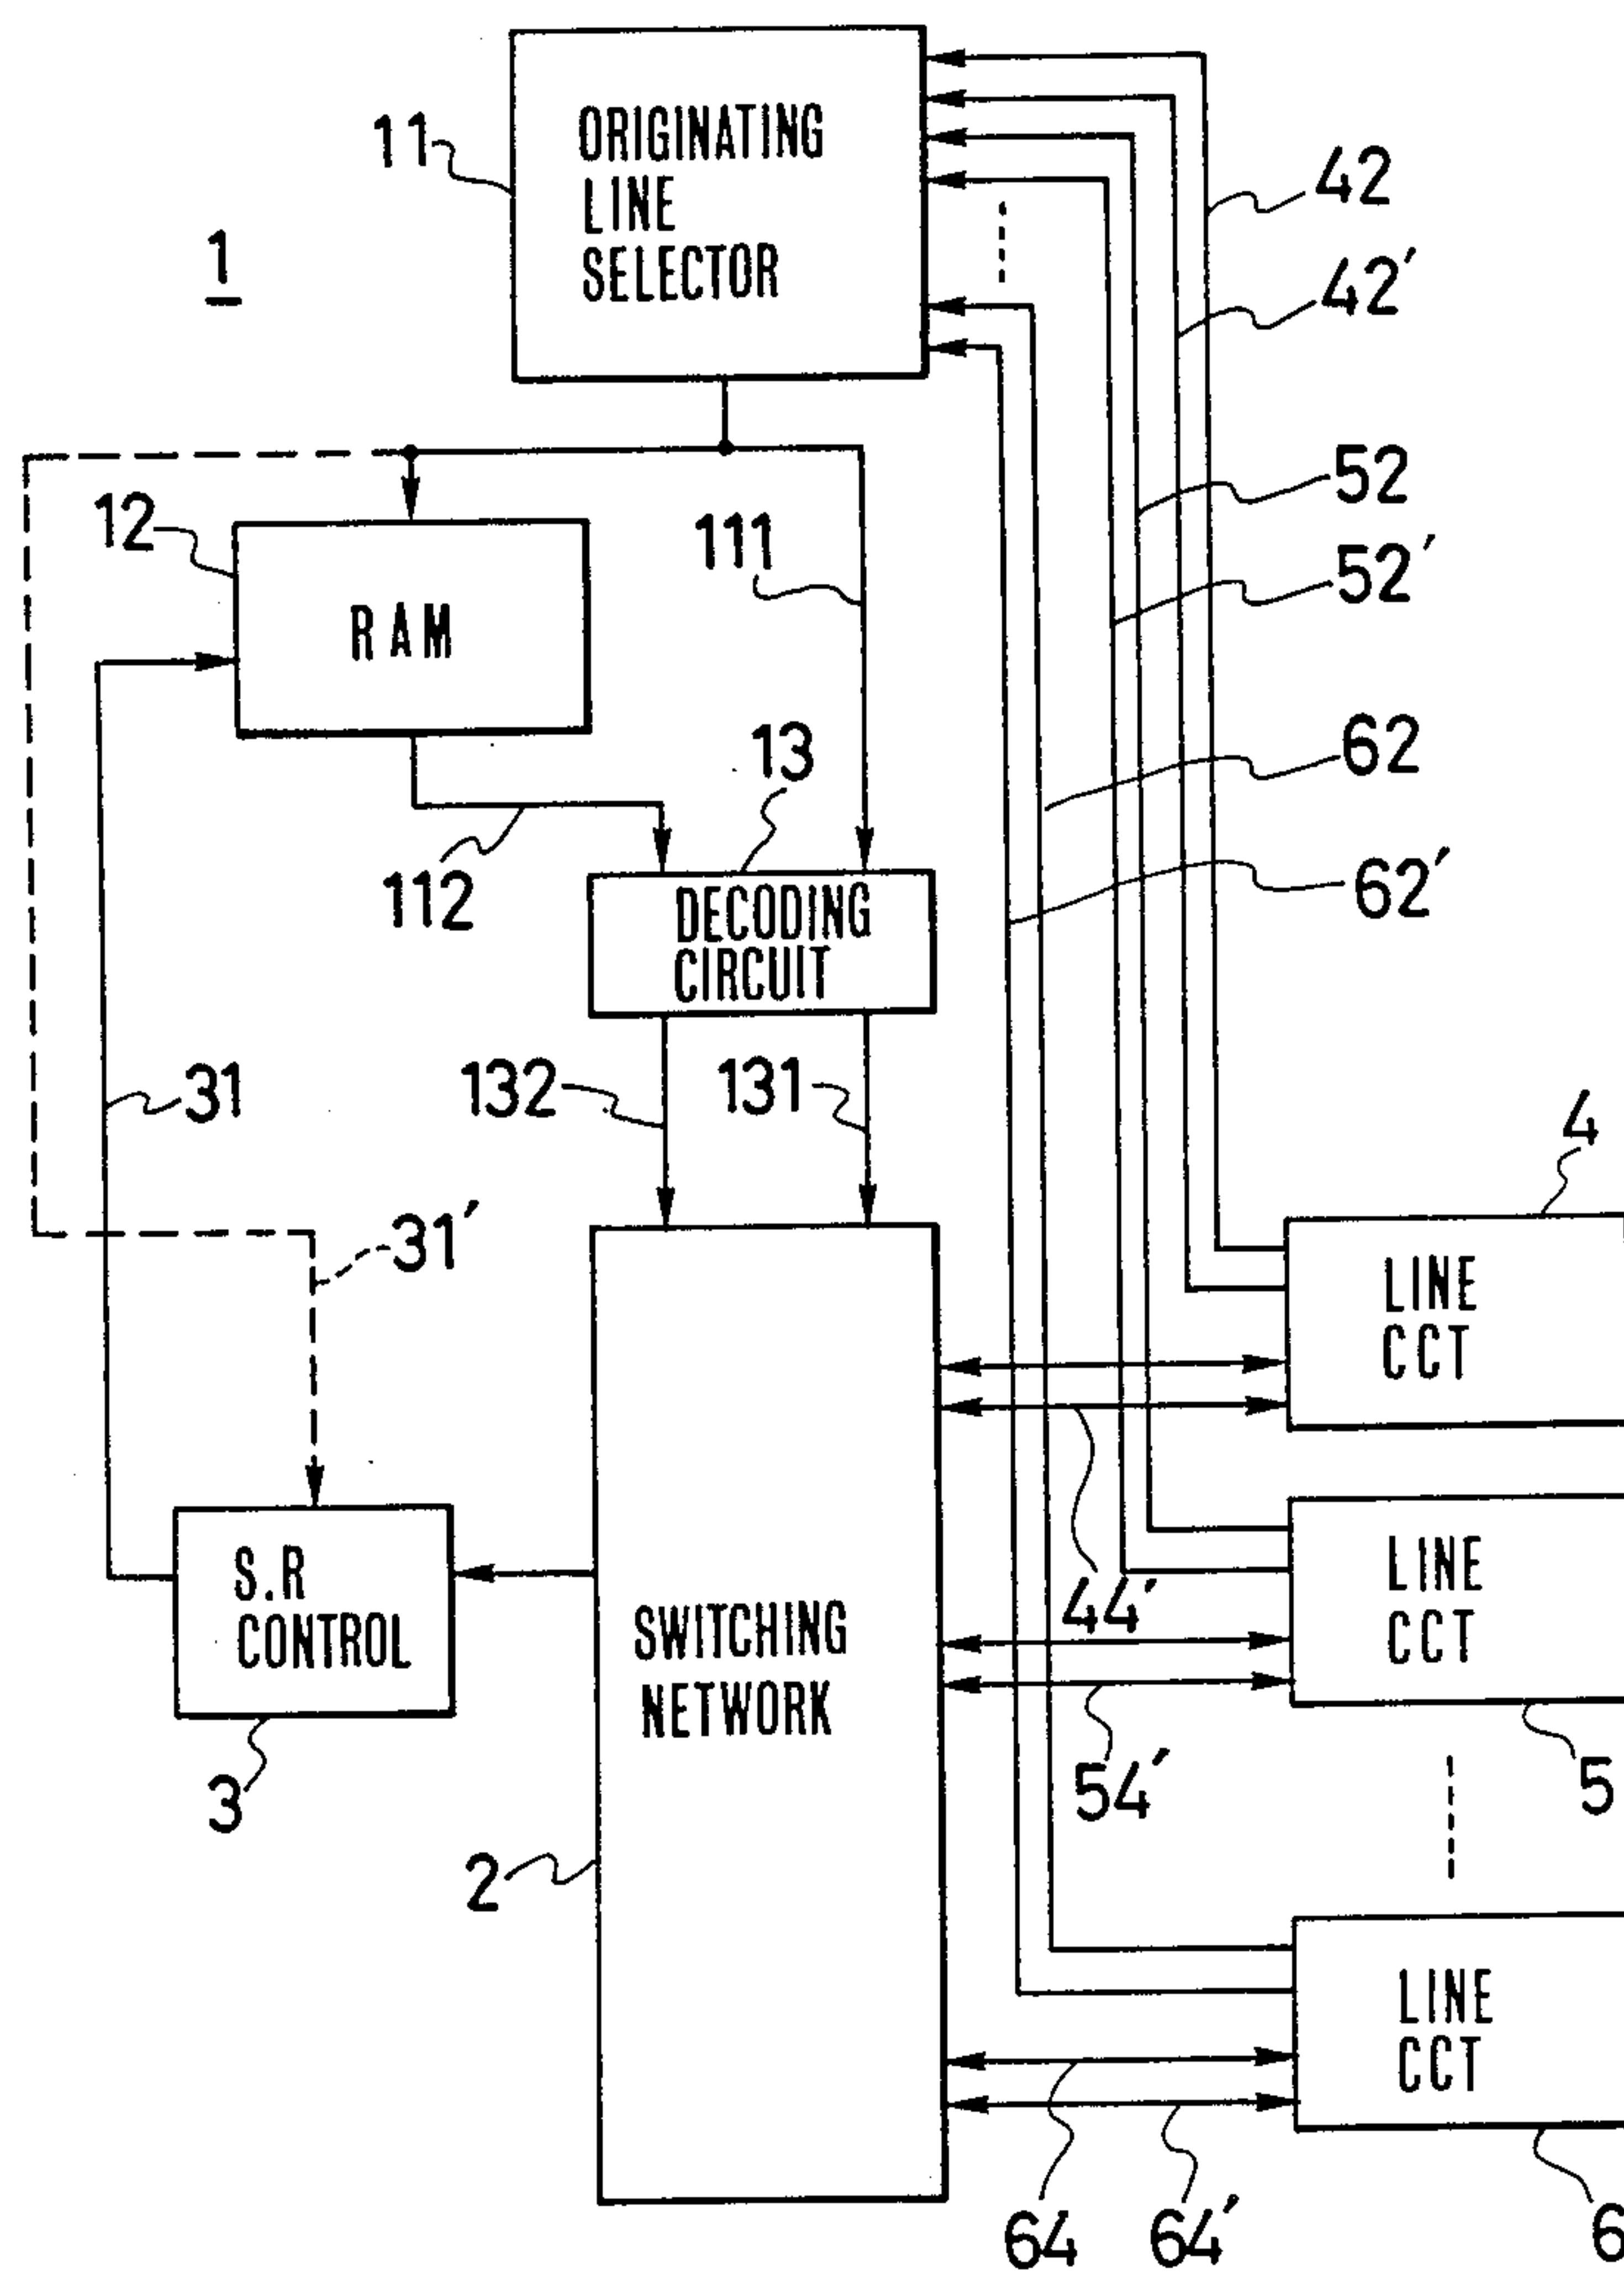 11
ORIGINATING
LINE
SELECTOR
1
42
42'
52
52'
12
RAM
111
62
13
62'
112
DECODING
CIRCUIT
31
132
131
4
31'
LINE
CCT
S.R
CONTROL
LINE
CCT
44'
SWITCHING
NETWORK
3
54'
5
2
LINE
CCT
64
64'
6